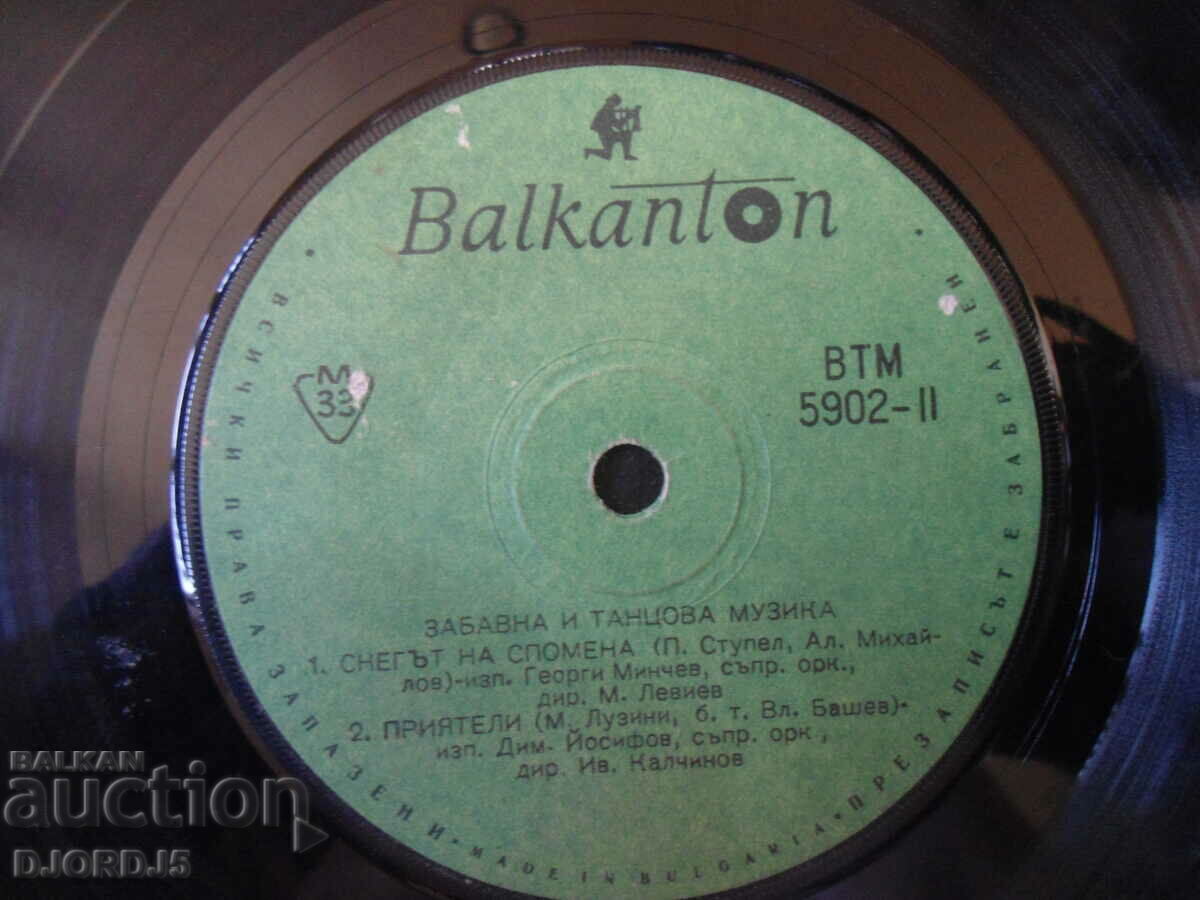 Balkanton
M
33
ВТМ
5902-II
ЗАБАВНА И ТАНЦОВА МУЗИКА
1. СНЕГЪТ НА СПОМЕНА (П. Ступел, Ал. Михай-
лов)-изп. Георги Минчев, съпр. орк.,
дир. М. Левиев
2. ПРИЯТЕЛИ (М. Лузини, б. т. Вл. Башев)-
изп. Дим. Йосифов, съпр. орк.,
дир. Ив. Калчинов
• ВСИЧКИ ПРАВА ЗАПАЗЕНИ • MADE IN BULGARIA • ПРЕЗАПИСЪТ Е ЗАБРАНЕН •
BALKAN
auction
DJORDJ5